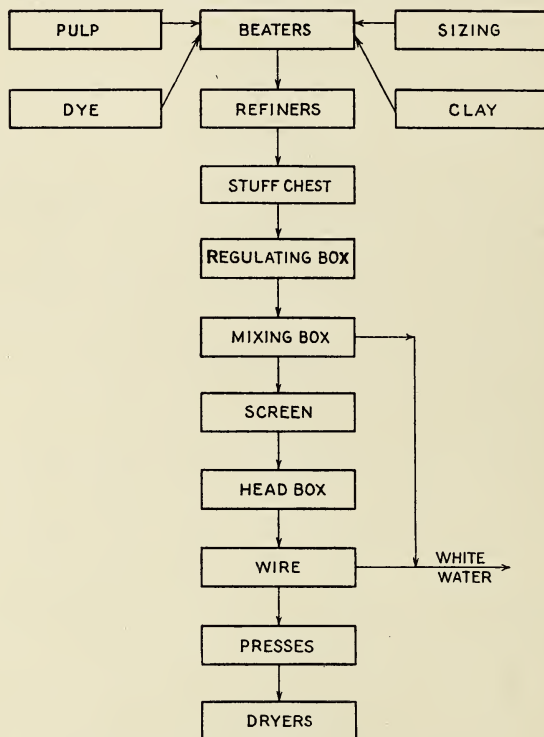 PULP
BEATERS
SIZING
DYE
REFINERS
CLAY
STUFF CHEST
REGULATING BOX
MIXING BOX
SCREEN
HEAD BOX
WIRE
WHITE
WATER
PRESSES
DRYERS